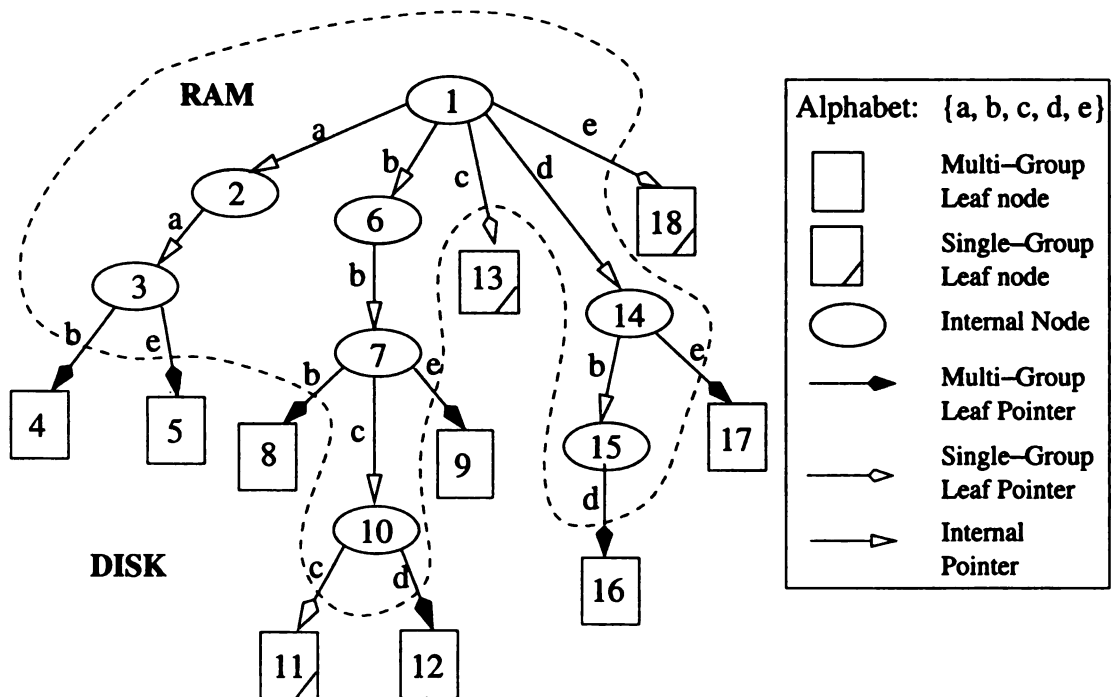 RAM
1
a
b
c
d
e
2
6
18
a
b
13
3
7
14
b
e
b
c
e
b
e
4
5
8
9
15
17
d
10
DISK
c
d
16
11
12
Alphabet: {a, b, c, d, e}
Multi–Group
Leaf node
Single–Group
Leaf node
Internal Node
Multi–Group
Leaf Pointer
Single–Group
Leaf Pointer
Internal
Pointer